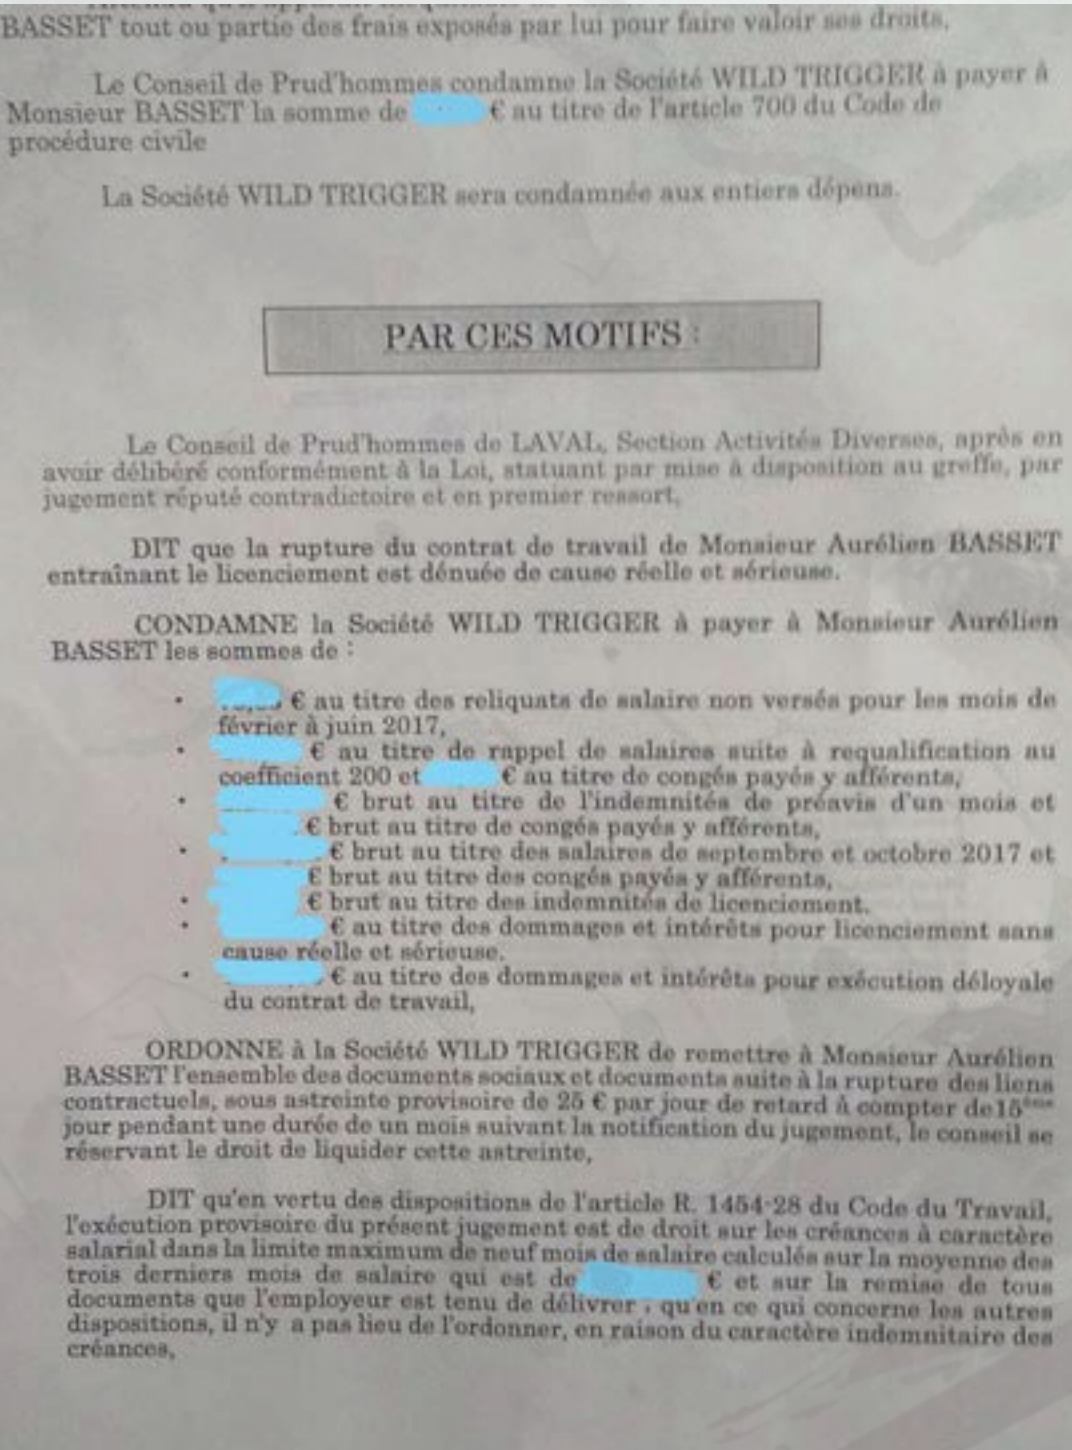 BASSET tout ou partie des frais exposés par lui pour faire valoir ses droits,
Le Conseil de Prud'hommes condamne la Société WILD TRIGGER à payer à
Monsieur BASSET la somme de € au titre de l'article 700 du Code de
procédure civile
La Société WILD TRIGGER sera condamnée aux entiers dépens.
PAR CES MOTIFS :
Le Conseil de Prud'hommes de LAVAL, Section Activités Diverses, après en
avoir délibéré conformément à la Loi, statuant par mise à disposition au greffe, par
jugement réputé contradictoire et en premier ressort,
DIT que la rupture du contrat de travail de Monsieur Aurélien BASSET
entraînant le licenciement est dénuée de cause réelle et sérieuse.
CONDAMNE la Société WILD TRIGGER à payer à Monsieur Aurélien
BASSET les sommes de :
• € au titre des reliquats de salaire non versés pour les mois de
février à juin 2017,
• € au titre de rappel de salaires suite à requalification au
coefficient 200 et € au titre de congés payés y afférents,
• € brut au titre de l'indemnités de préavis d'un mois et
€ brut au titre de congés payés y afférents,
• € brut au titre des salaires de septembre et octobre 2017 et
€ brut au titre des congés payés y afférents,
• € brut au titre des indemnités de licenciement.
• € au titre des dommages et intérêts pour licenciement sans
cause réelle et sérieuse.
• € au titre des dommages et intérêts pour exécution déloyale
du contrat de travail,
ORDONNE à la Société WILD TRIGGER de remettre à Monsieur Aurélien
BASSET l'ensemble des documents sociaux et documents suite à la rupture des liens
contractuels, sous astreinte provisoire de 25 € par jour de retard à compter de15ème
jour pendant une durée de un mois suivant la notification du jugement, le conseil se
réservant le droit de liquider cette astreinte,
DIT qu'en vertu des dispositions de l'article R. 1454-28 du Code du Travail,
l'exécution provisoire du présent jugement est de droit sur les créances à caractère
salarial dans la limite maximum de neuf mois de salaire calculés sur la moyenne des
trois derniers mois de salaire qui est de € et sur la remise de tous
documents que l'employeur est tenu de délivrer , qu'en ce qui concerne les autres
dispositions, il n'y a pas lieu de l'ordonner, en raison du caractère indemnitaire des
créances,